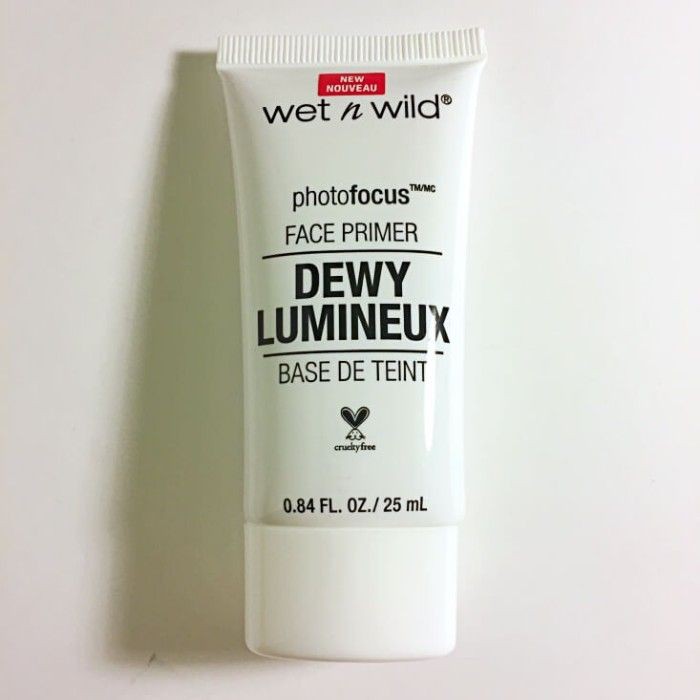 NEW
NOUVEAU
wet n wild®
photofocus™/MC
FACE PRIMER
DEWY
LUMINEUX
BASE DE TEINT
crueltyfree
0.84 FL. OZ./ 25 mL